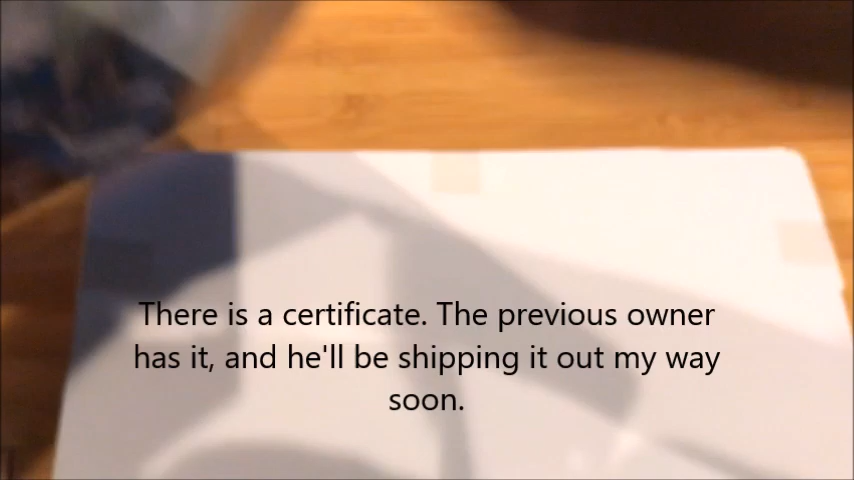 There is a certificate. The previous owner
has it, and he'll be shipping it out my way
soon.